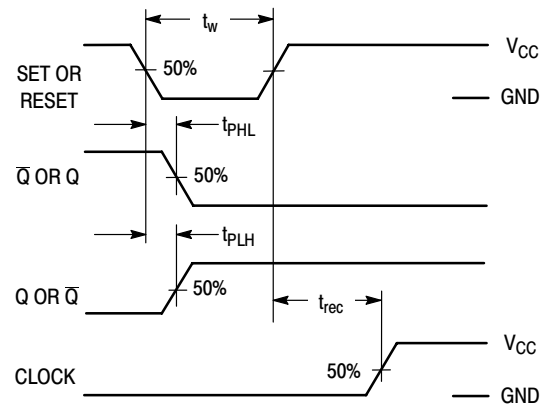 t_w
V_CC
SET OR
RESET
50%
GND
t_PHL
Q̅ OR Q
50%
t_PLH
Q OR Q̅
50%
t_rec
V_CC
CLOCK
50%
GND